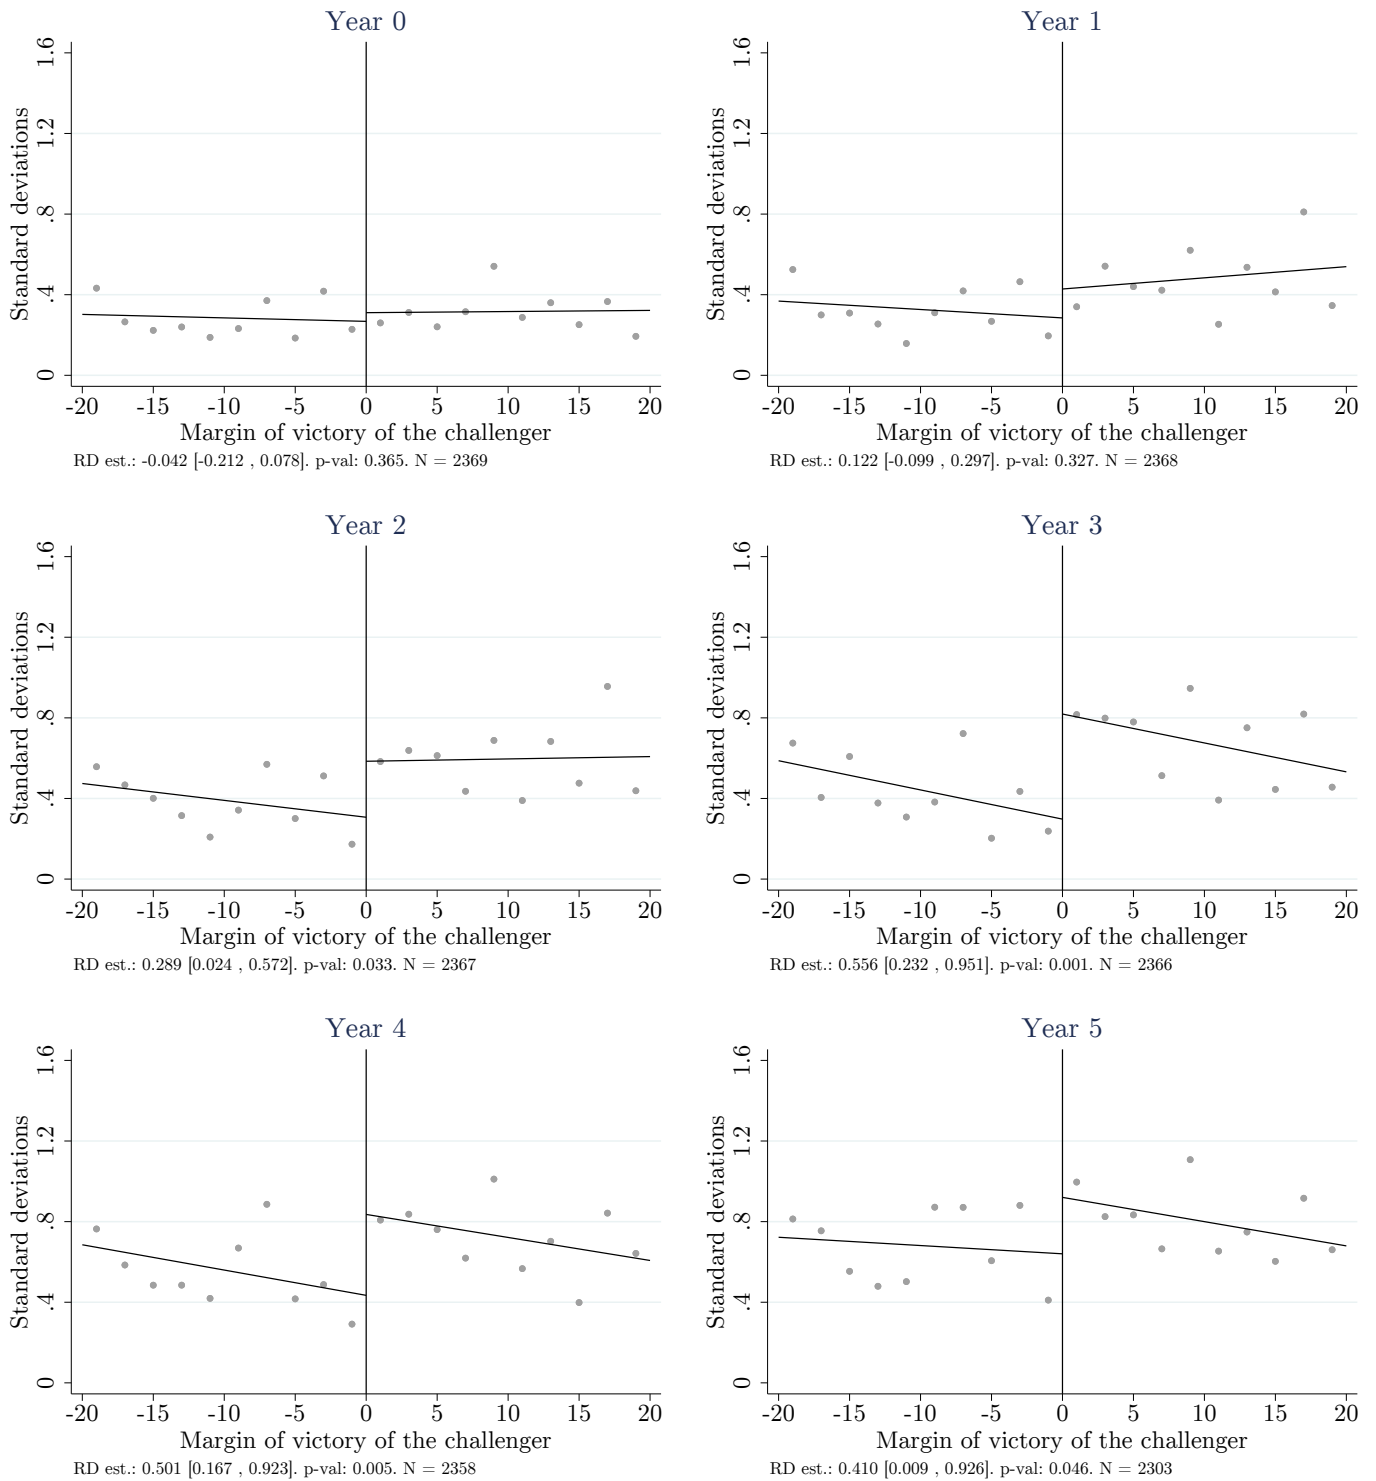 Year 0
Standard deviations
1.6
1.2
.8
.4
0
-20 -15 -10 -5 0 5 10 15 20
Margin of victory of the challenger
RD est.: -0.042 [-0.212 , 0.078]. p-val: 0.365. N = 2369
Year 1
Standard deviations
1.6
1.2
.8
.4
0
-20 -15 -10 -5 0 5 10 15 20
Margin of victory of the challenger
RD est.: 0.122 [-0.099 , 0.297]. p-val: 0.327. N = 2368
Year 2
Standard deviations
1.6
1.2
.8
.4
0
-20 -15 -10 -5 0 5 10 15 20
Margin of victory of the challenger
RD est.: 0.289 [0.024 , 0.572]. p-val: 0.033. N = 2367
Year 3
Standard deviations
1.6
1.2
.8
.4
0
-20 -15 -10 -5 0 5 10 15 20
Margin of victory of the challenger
RD est.: 0.556 [0.232 , 0.951]. p-val: 0.001. N = 2366
Year 4
Standard deviations
1.6
1.2
.8
.4
0
-20 -15 -10 -5 0 5 10 15 20
Margin of victory of the challenger
RD est.: 0.501 [0.167 , 0.923]. p-val: 0.005. N = 2358
Year 5
Standard deviations
1.6
1.2
.8
.4
0
-20 -15 -10 -5 0 5 10 15 20
Margin of victory of the challenger
RD est.: 0.410 [0.009 , 0.926]. p-val: 0.046. N = 2303